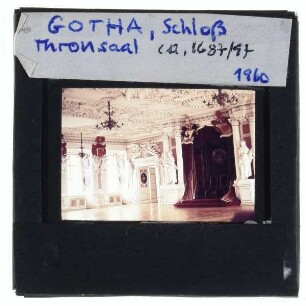 GOTHA, Schloß
Thronsaal ca, 1687/97
1960